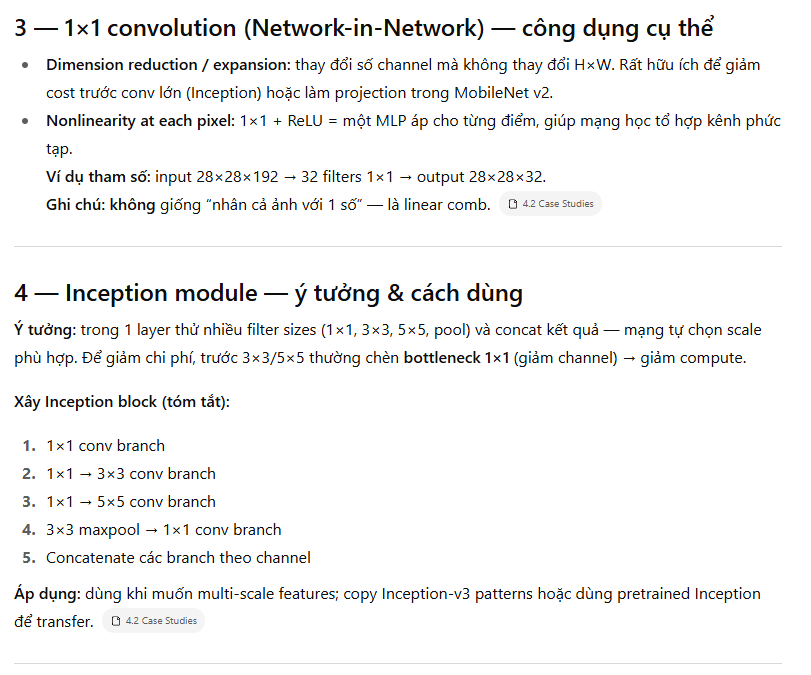 3 — 1×1 convolution (Network-in-Network) — công dụng cụ thể
• Dimension reduction / expansion: thay đổi số channel mà không thay đổi H×W. Rất hữu ích để giảm
cost trước conv lớn (Inception) hoặc làm projection trong MobileNet v2.
• Nonlinearity at each pixel: 1×1 + ReLU = một MLP áp cho từng điểm, giúp mạng học tổ hợp kênh phức
tạp.
Ví dụ tham số: input 28×28×192 → 32 filters 1×1 → output 28×28×32.
Ghi chú: không giống “nhân cả ảnh với 1 số” — là linear comb. 4.2 Case Studies
4 — Inception module — ý tưởng & cách dùng
Ý tưởng: trong 1 layer thử nhiều filter sizes (1×1, 3×3, 5×5, pool) và concat kết quả — mạng tự chọn scale
phù hợp. Để giảm chi phí, trước 3×3/5×5 thường chèn bottleneck 1×1 (giảm channel) → giảm compute.
Xây Inception block (tóm tắt):
1. 1×1 conv branch
2. 1×1 → 3×3 conv branch
3. 1×1 → 5×5 conv branch
4. 3×3 maxpool → 1×1 conv branch
5. Concatenate các branch theo channel
Áp dụng: dùng khi muốn multi-scale features; copy Inception-v3 patterns hoặc dùng pretrained Inception
để transfer. 4.2 Case Studies